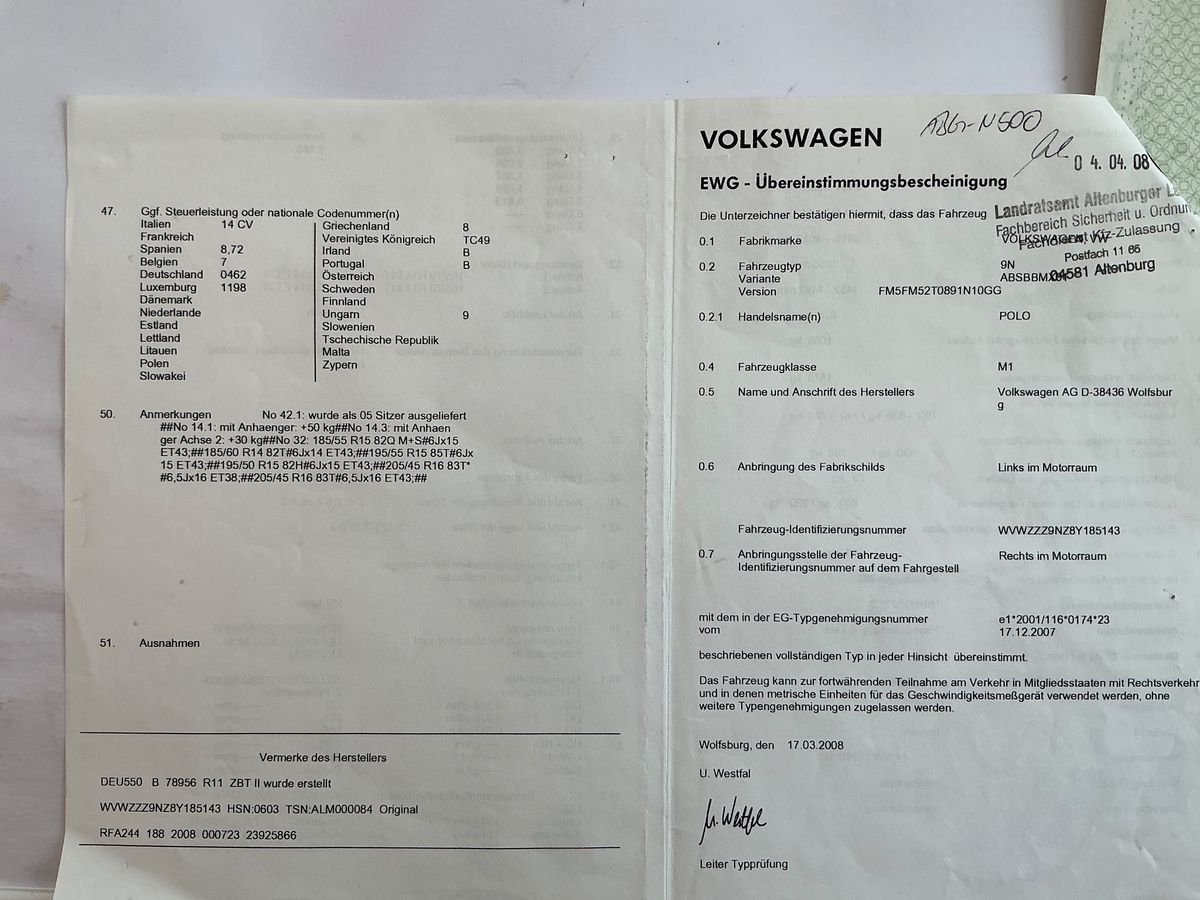 47. Ggf. Steuerleistung oder nationale Codenummer(n)
Italien 14 CV
Frankreich
Spanien 8,72
Belgien 7
Deutschland 0462
Luxemburg 1198
Dänemark
Niederlande
Estland
Lettland
Litauen
Polen
Slowakei
Griechenland 8
Vereinigtes Königreich TC49
Irland B
Portugal B
Österreich
Schweden
Finnland
Ungarn 9
Slowenien
Tschechische Republik
Malta
Zypern
50. Anmerkungen No 42.1: wurde als 05 Sitzer ausgeliefert
##No 14.1: mit Anhaenger: +50 kg##No 14.3: mit Anhaen
ger Achse 2: +30 kg##No 32: 185/55 R15 82Q M+S#6Jx15
ET43;##185/60 R14 82T#6Jx14 ET43;##195/55 R15 85T#6Jx
15 ET43;##195/50 R15 82H#6Jx15 ET43;##205/45 R16 83T*
#6,5Jx16 ET38;##205/45 R16 83T#6,5Jx16 ET43;##
51. Ausnahmen
Vermerke des Herstellers
DEU550 B 78956 R11 ZBT II wurde erstellt
WVWZZZ9NZ8Y185143 HSN:0603 TSN:ALM000084 Original
RFA244 188 2008 000723 23925866
VOLKSWAGEN
ABG-N500
04. 04. 08
EWG - Übereinstimmungsbescheinigung
Landratsamt Altenburger
Fachbereich Sicherheit u. Ordnun
Fachdienst Kfz-Zulassung
Postfach 11 65
04581 Altenburg
Die Unterzeichner bestätigen hiermit, dass das Fahrzeug
0.1 Fabrikmarke VOLKSWAGEN, VW
0.2 Fahrzeugtyp 9N
Variante
Version FM5FM52T0891N10GG
0.2.1 Handelsname(n) POLO
0.4 Fahrzeugklasse M1
0.5 Name und Anschrift des Herstellers Volkswagen AG D-38436 Wolfsbur
g
0.6 Anbringung des Fabrikschilds Links im Motorraum
Fahrzeug-Identifizierungsnummer WVWZZZ9NZ8Y185143
0.7 Anbringungsstelle der Fahrzeug- Rechts im Motorraum
Identifizierungsnummer auf dem Fahrgestell
mit dem in der EG-Typgenehmigungsnummer e1*2001/116*0174*23
vom 17.12.2007
beschriebenen vollständigen Typ in jeder Hinsicht übereinstimmt.
Das Fahrzeug kann zur fortwährenden Teilnahme am Verkehr in Mitgliedsstaaten mit Rechtsverkehr
und in denen metrische Einheiten für das Geschwindigkeitsmeßgerät verwendet werden, ohne
weitere Typengenehmigungen zugelassen werden.
Wolfsburg, den 17.03.2008
U. Westfal
U. Westfal
Leiter Typprüfung